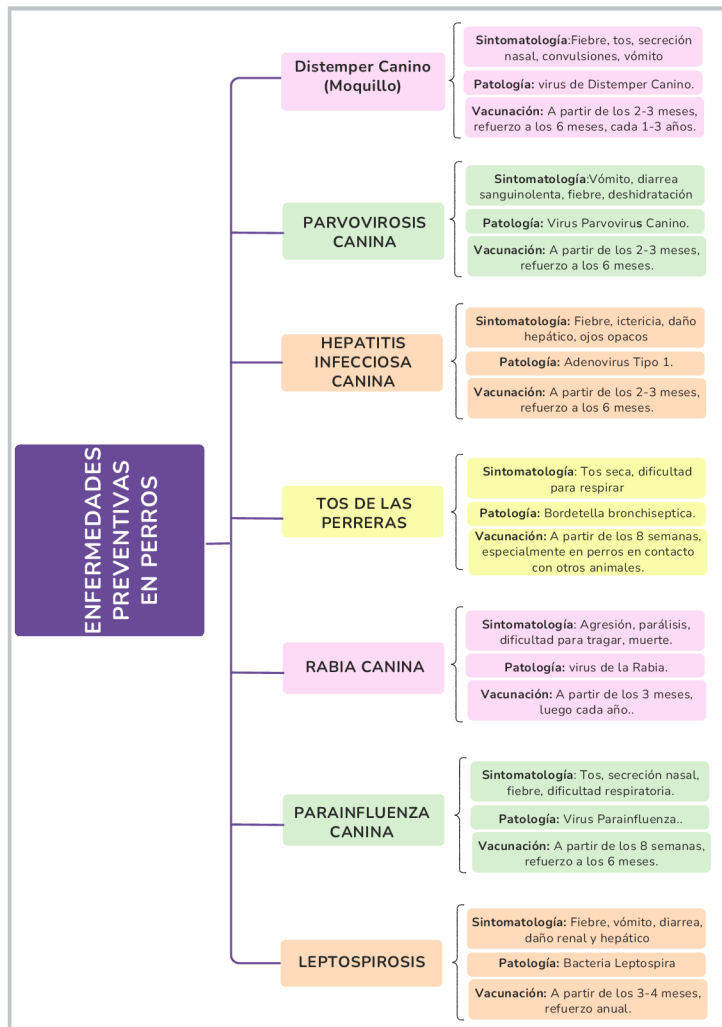 ENFERMEDADES
PREVENTIVAS
EN PERROS
Distemper Canino
(Moquillo)
Sintomatología:Fiebre, tos, secreción
nasal, convulsiones, vómito
Patología: virus de Distemper Canino.
Vacunación: A partir de los 2-3 meses,
refuerzo a los 6 meses, cada 1-3 años.
PARVOVIROSIS
CANINA
Sintomatología:Vómito, diarrea
sanguinolenta, fiebre, deshidratación
Patología: Virus Parvovirus Canino.
Vacunación: A partir de los 2-3 meses,
refuerzo a los 6 meses.
HEPATITIS
INFECCIOSA
CANINA
Sintomatología: Fiebre, ictericia, daño
hepático, ojos opacos
Patología: Adenovirus Tipo 1.
Vacunación: A partir de los 2-3 meses,
refuerzo a los 6 meses.
TOS DE LAS
PERRERAS
Sintomatología: Tos seca, dificultad
para respirar
Patología: Bordetella bronchiseptica.
Vacunación: A partir de los 8 semanas,
especialmente en perros en contacto
con otros animales.
RABIA CANINA
Sintomatología: Agresión, parálisis,
dificultad para tragar, muerte.
Patología: virus de la Rabia.
Vacunación: A partir de los 3 meses,
luego cada año..
PARAINFLUENZA
CANINA
Sintomatología: Tos, secreción nasal,
fiebre, dificultad respiratoria.
Patología: Virus Parainfluenza..
Vacunación: A partir de los 8 semanas,
refuerzo a los 6 meses.
LEPTOSPIROSIS
Sintomatología: Fiebre, vómito, diarrea,
daño renal y hepático
Patología: Bacteria Leptospira
Vacunación: A partir de los 3-4 meses,
refuerzo anual.